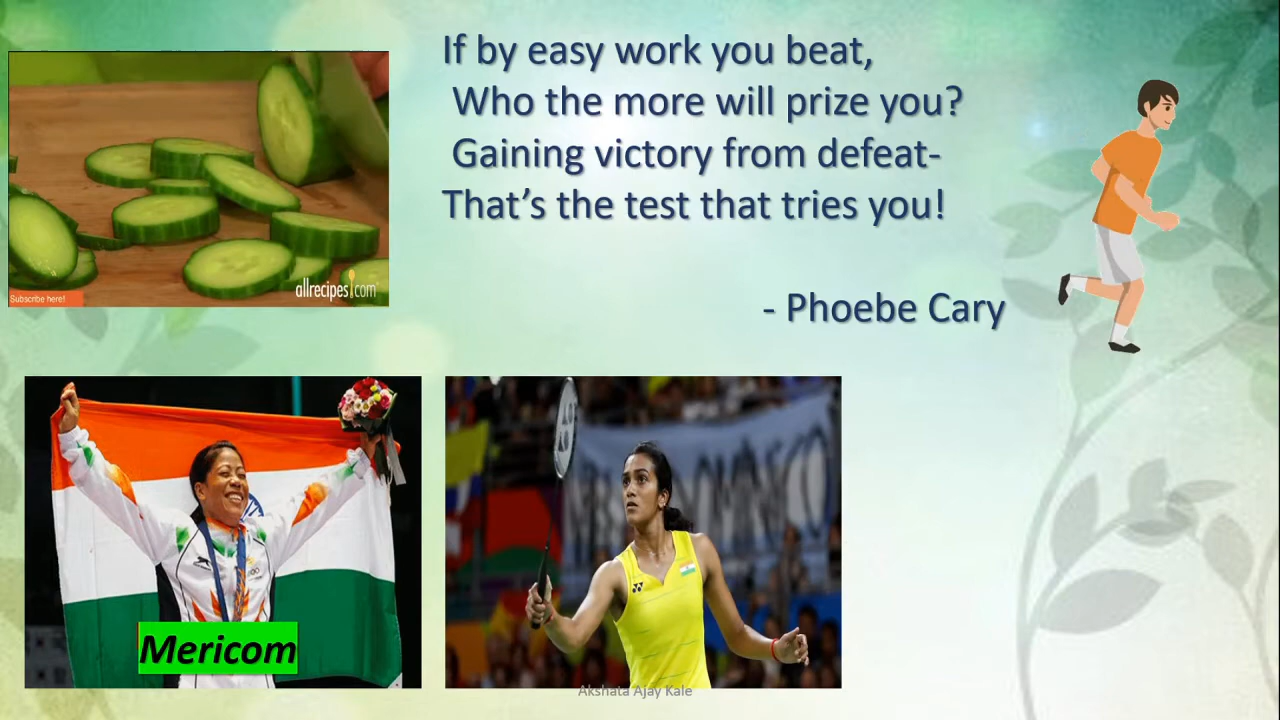 If by easy work you beat,
Who the more will prize you?
Gaining victory from defeat-
That’s the test that tries you!
- Phoebe Cary
Subscribe here!
allrecipes.com
Mericom
Akshata Ajay Kale